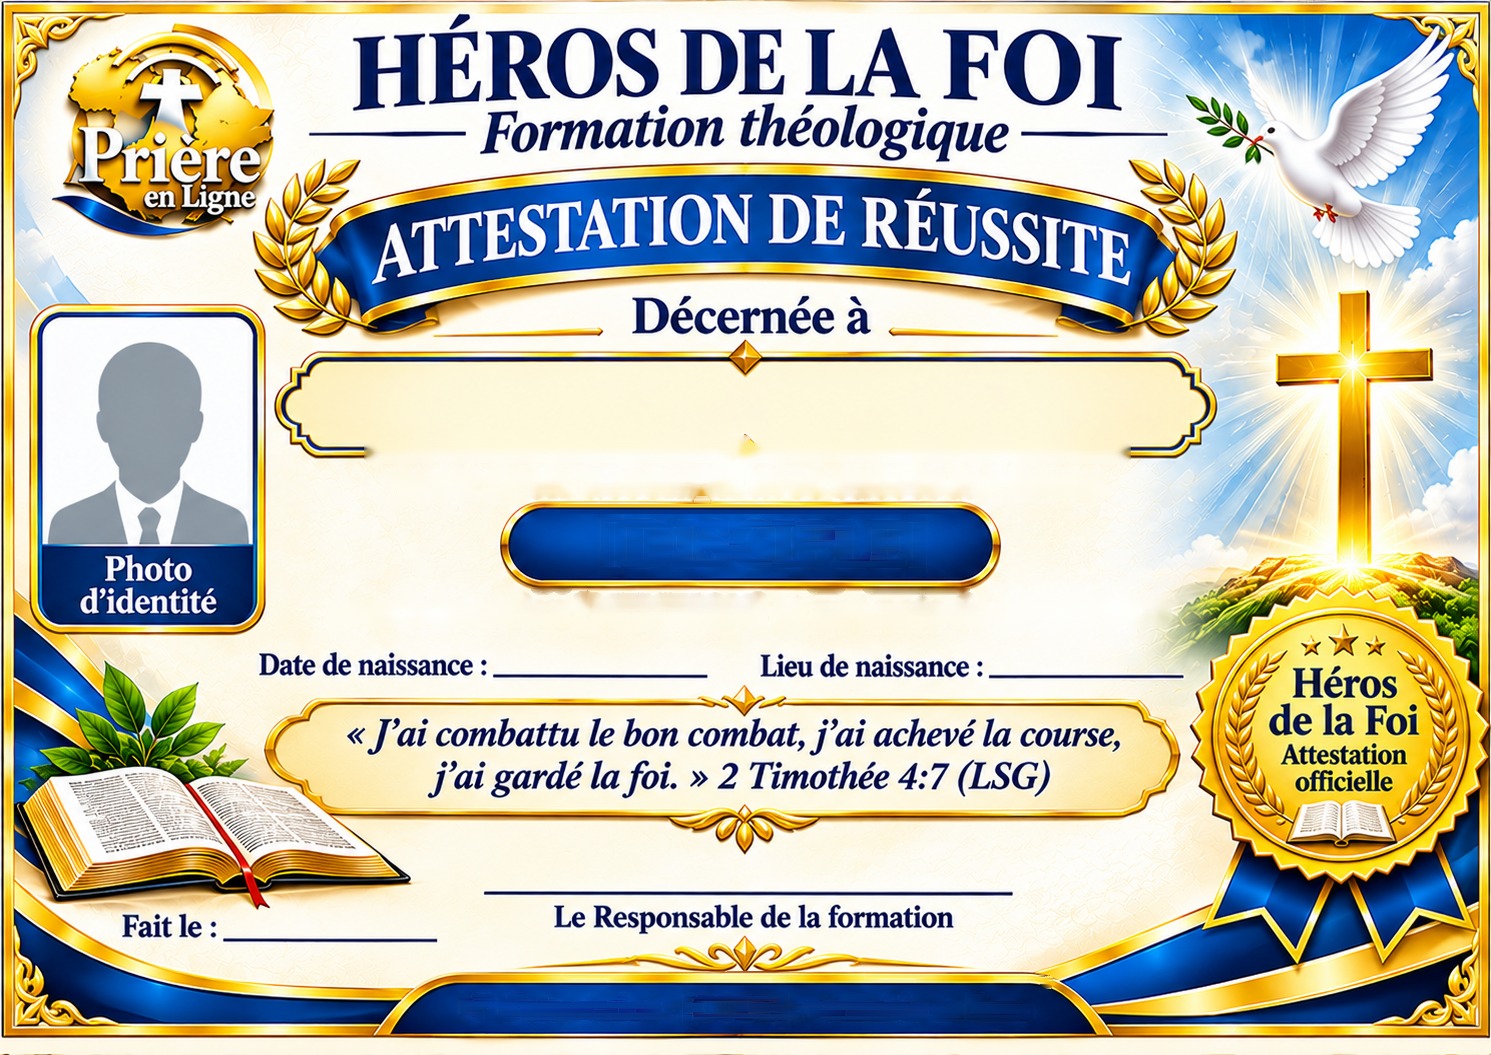 HÉROS DE LA FOI
Formation théologique
Prière
en Ligne
ATTESTATION DE RÉUSSITE
Décernée à
Photo
d'identité
Date de naissance : Lieu de naissance :
« J'ai combattu le bon combat, j'ai achevé la course,
j'ai gardé la foi. » 2 Timothée 4:7 (LSG)
Héros
de la Foi
Attestation
officielle
Le Responsable de la formation
Fait le :